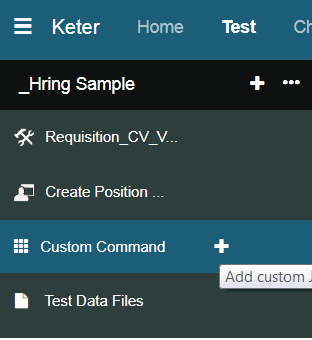 Keter Home Test Ch
_Hring Sample
Requisition_CV_V...
Create Position ...
Custom Command
Add custom J
Test Data Files